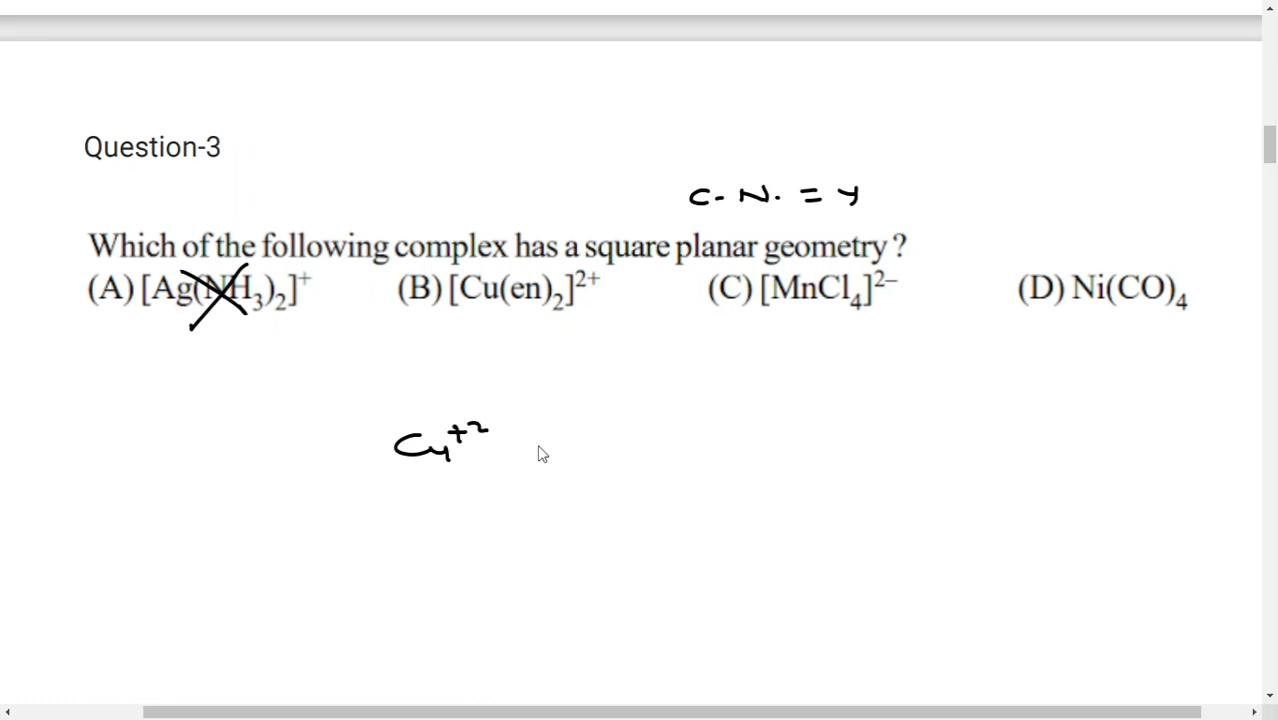 Question-3
C. N. = 4
Which of the following complex has a square planar geometry ?
(A) [Ag(NH₃)₂]⁺ (B) [Cu(en)₂]²⁺ (C) [MnCl₄]²⁻ (D) Ni(CO)₄
Cu⁺²